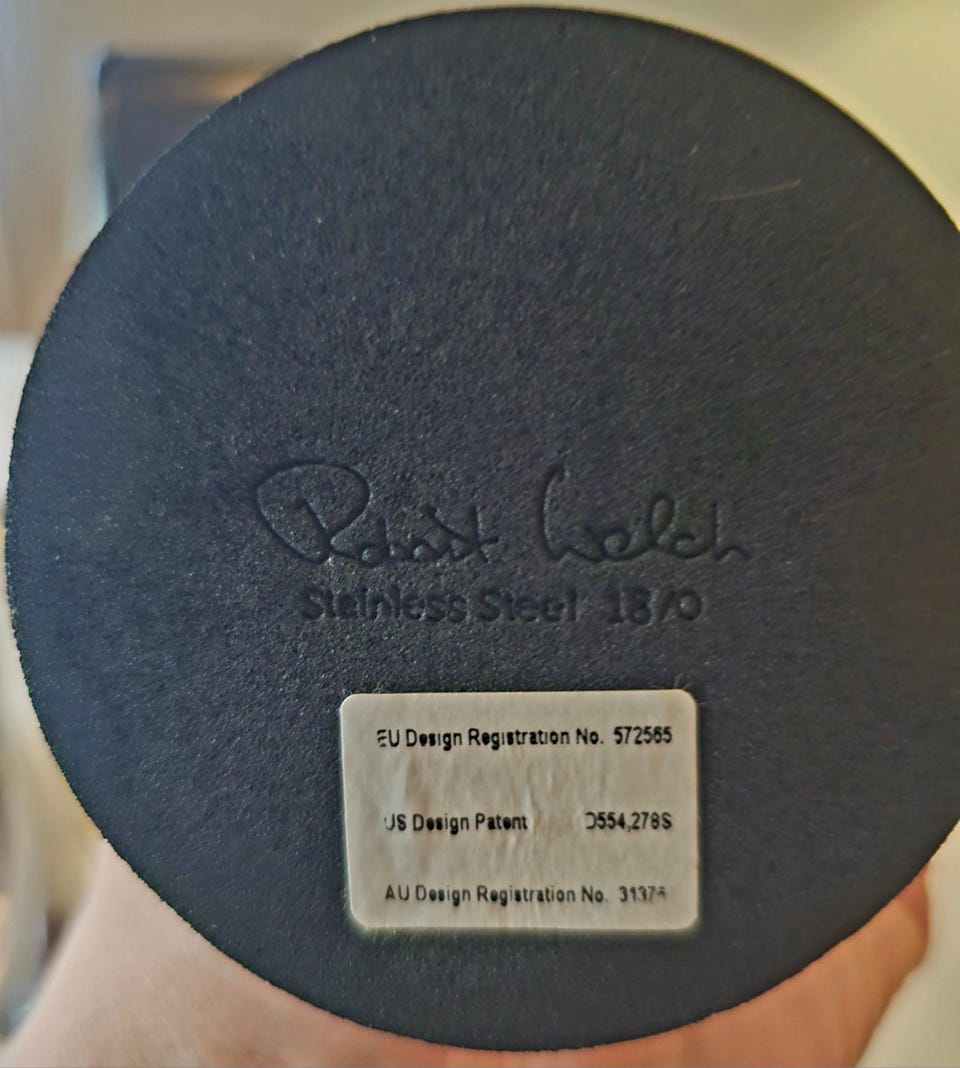 Robert Welch
Stainless Steel 18/0
EU Design Registration No. 572565
US Design Patent D554,278S
AU Design Registration No.